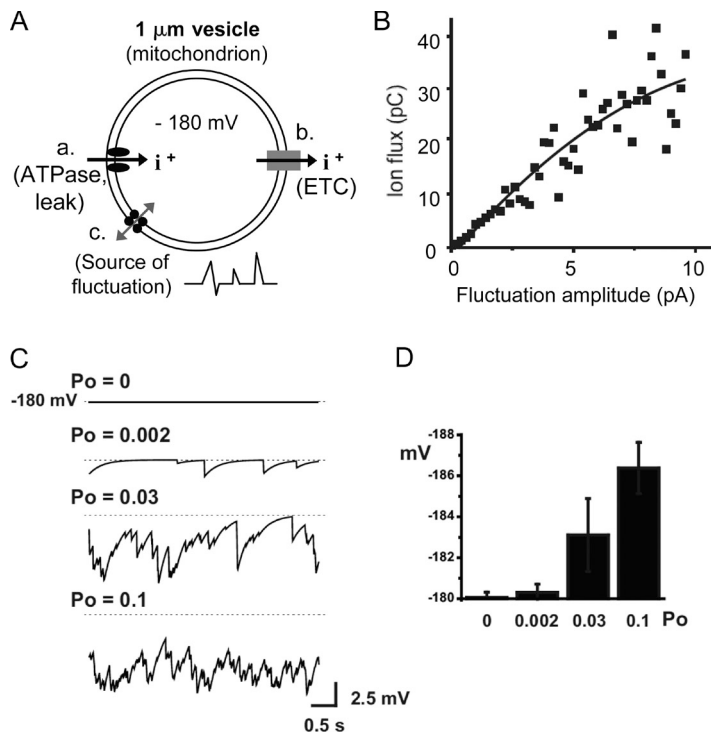 A
1 µm vesicle
(mitochondrion)
- 180 mV
a.
(ATPase,
leak)
i +
b.
i +
(ETC)
c.
(Source of
fluctuation)
B
Ion flux (pC)
40
30
20
10
0
0
5
10
Fluctuation amplitude (pA)
C
Po = 0
-180 mV
Po = 0.002
Po = 0.03
Po = 0.1
2.5 mV
0.5 s
D
mV
-188
-186
-184
-182
-180
0 0.002 0.03 0.1 Po